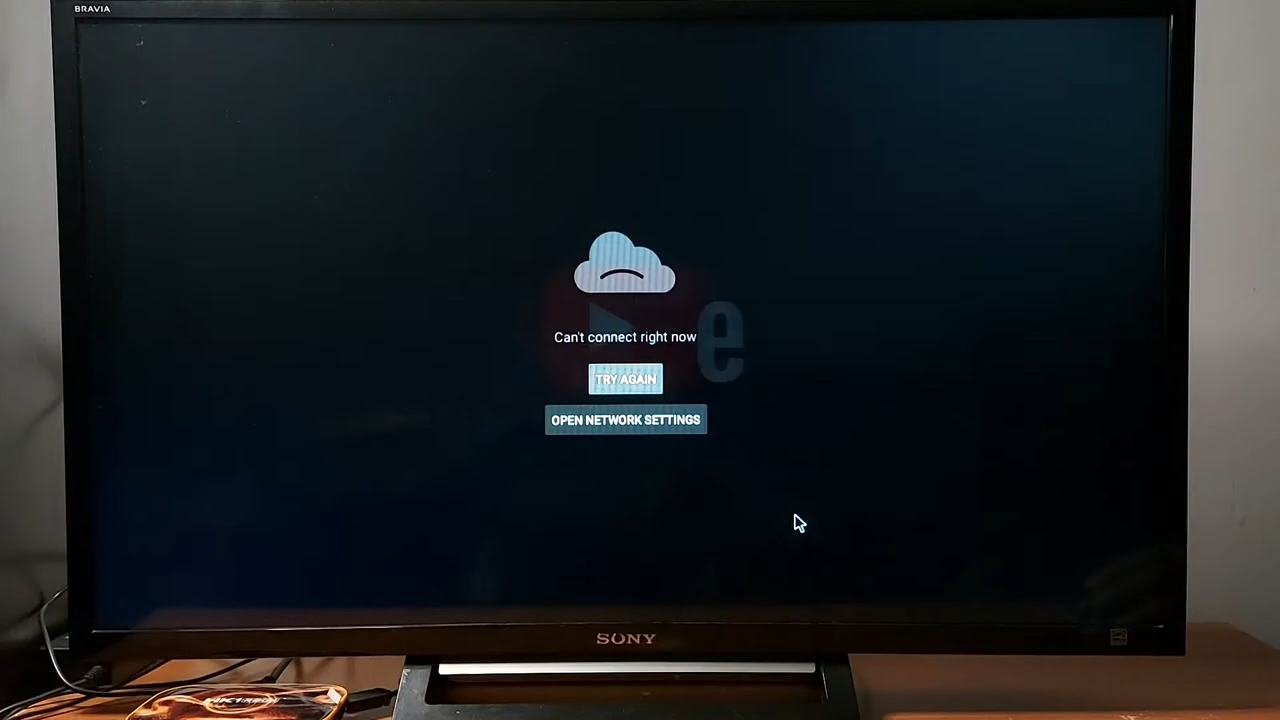 BRAVIA
Can't connect right now
e
TRY AGAIN
OPEN NETWORK SETTINGS
SONY